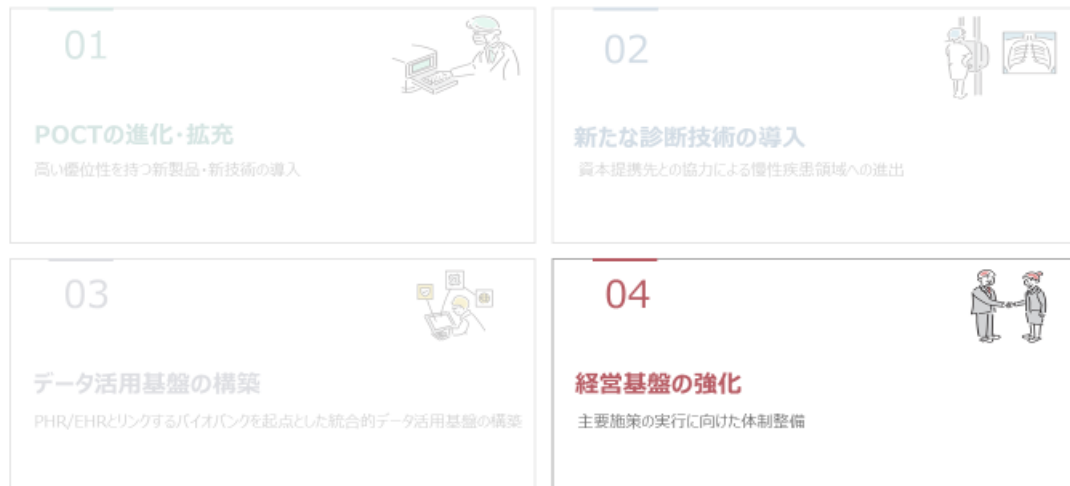 01
POCTの進化・拡充
高い優位性を持つ新製品・新技術の導入
02
新たな診断技術の導入
資本提携先との協力による慢性疾患領域への進出
03
データ活用基盤の構築
PHR/EHRとリンクするバイオバンクを起点とした統合的データ活用基盤の構築
04
経営基盤の強化
主要施策の実行に向けた体制整備